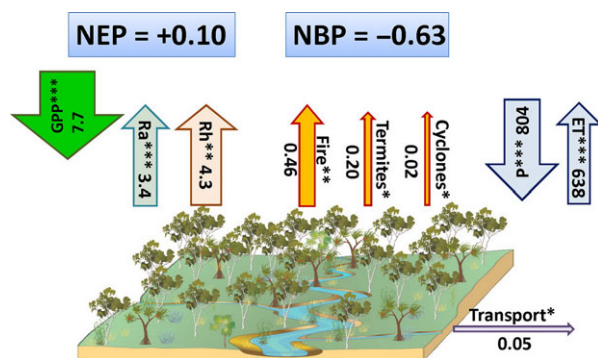 NEP = +0.10
NBP = −0.63
GPP***
7.7
Ra*** 3.4
Rh** 4.3
Fire**
0.46
Termites*
0.20
Cyclones*
0.02
P*** 804
ET*** 638
Transport*
0.05